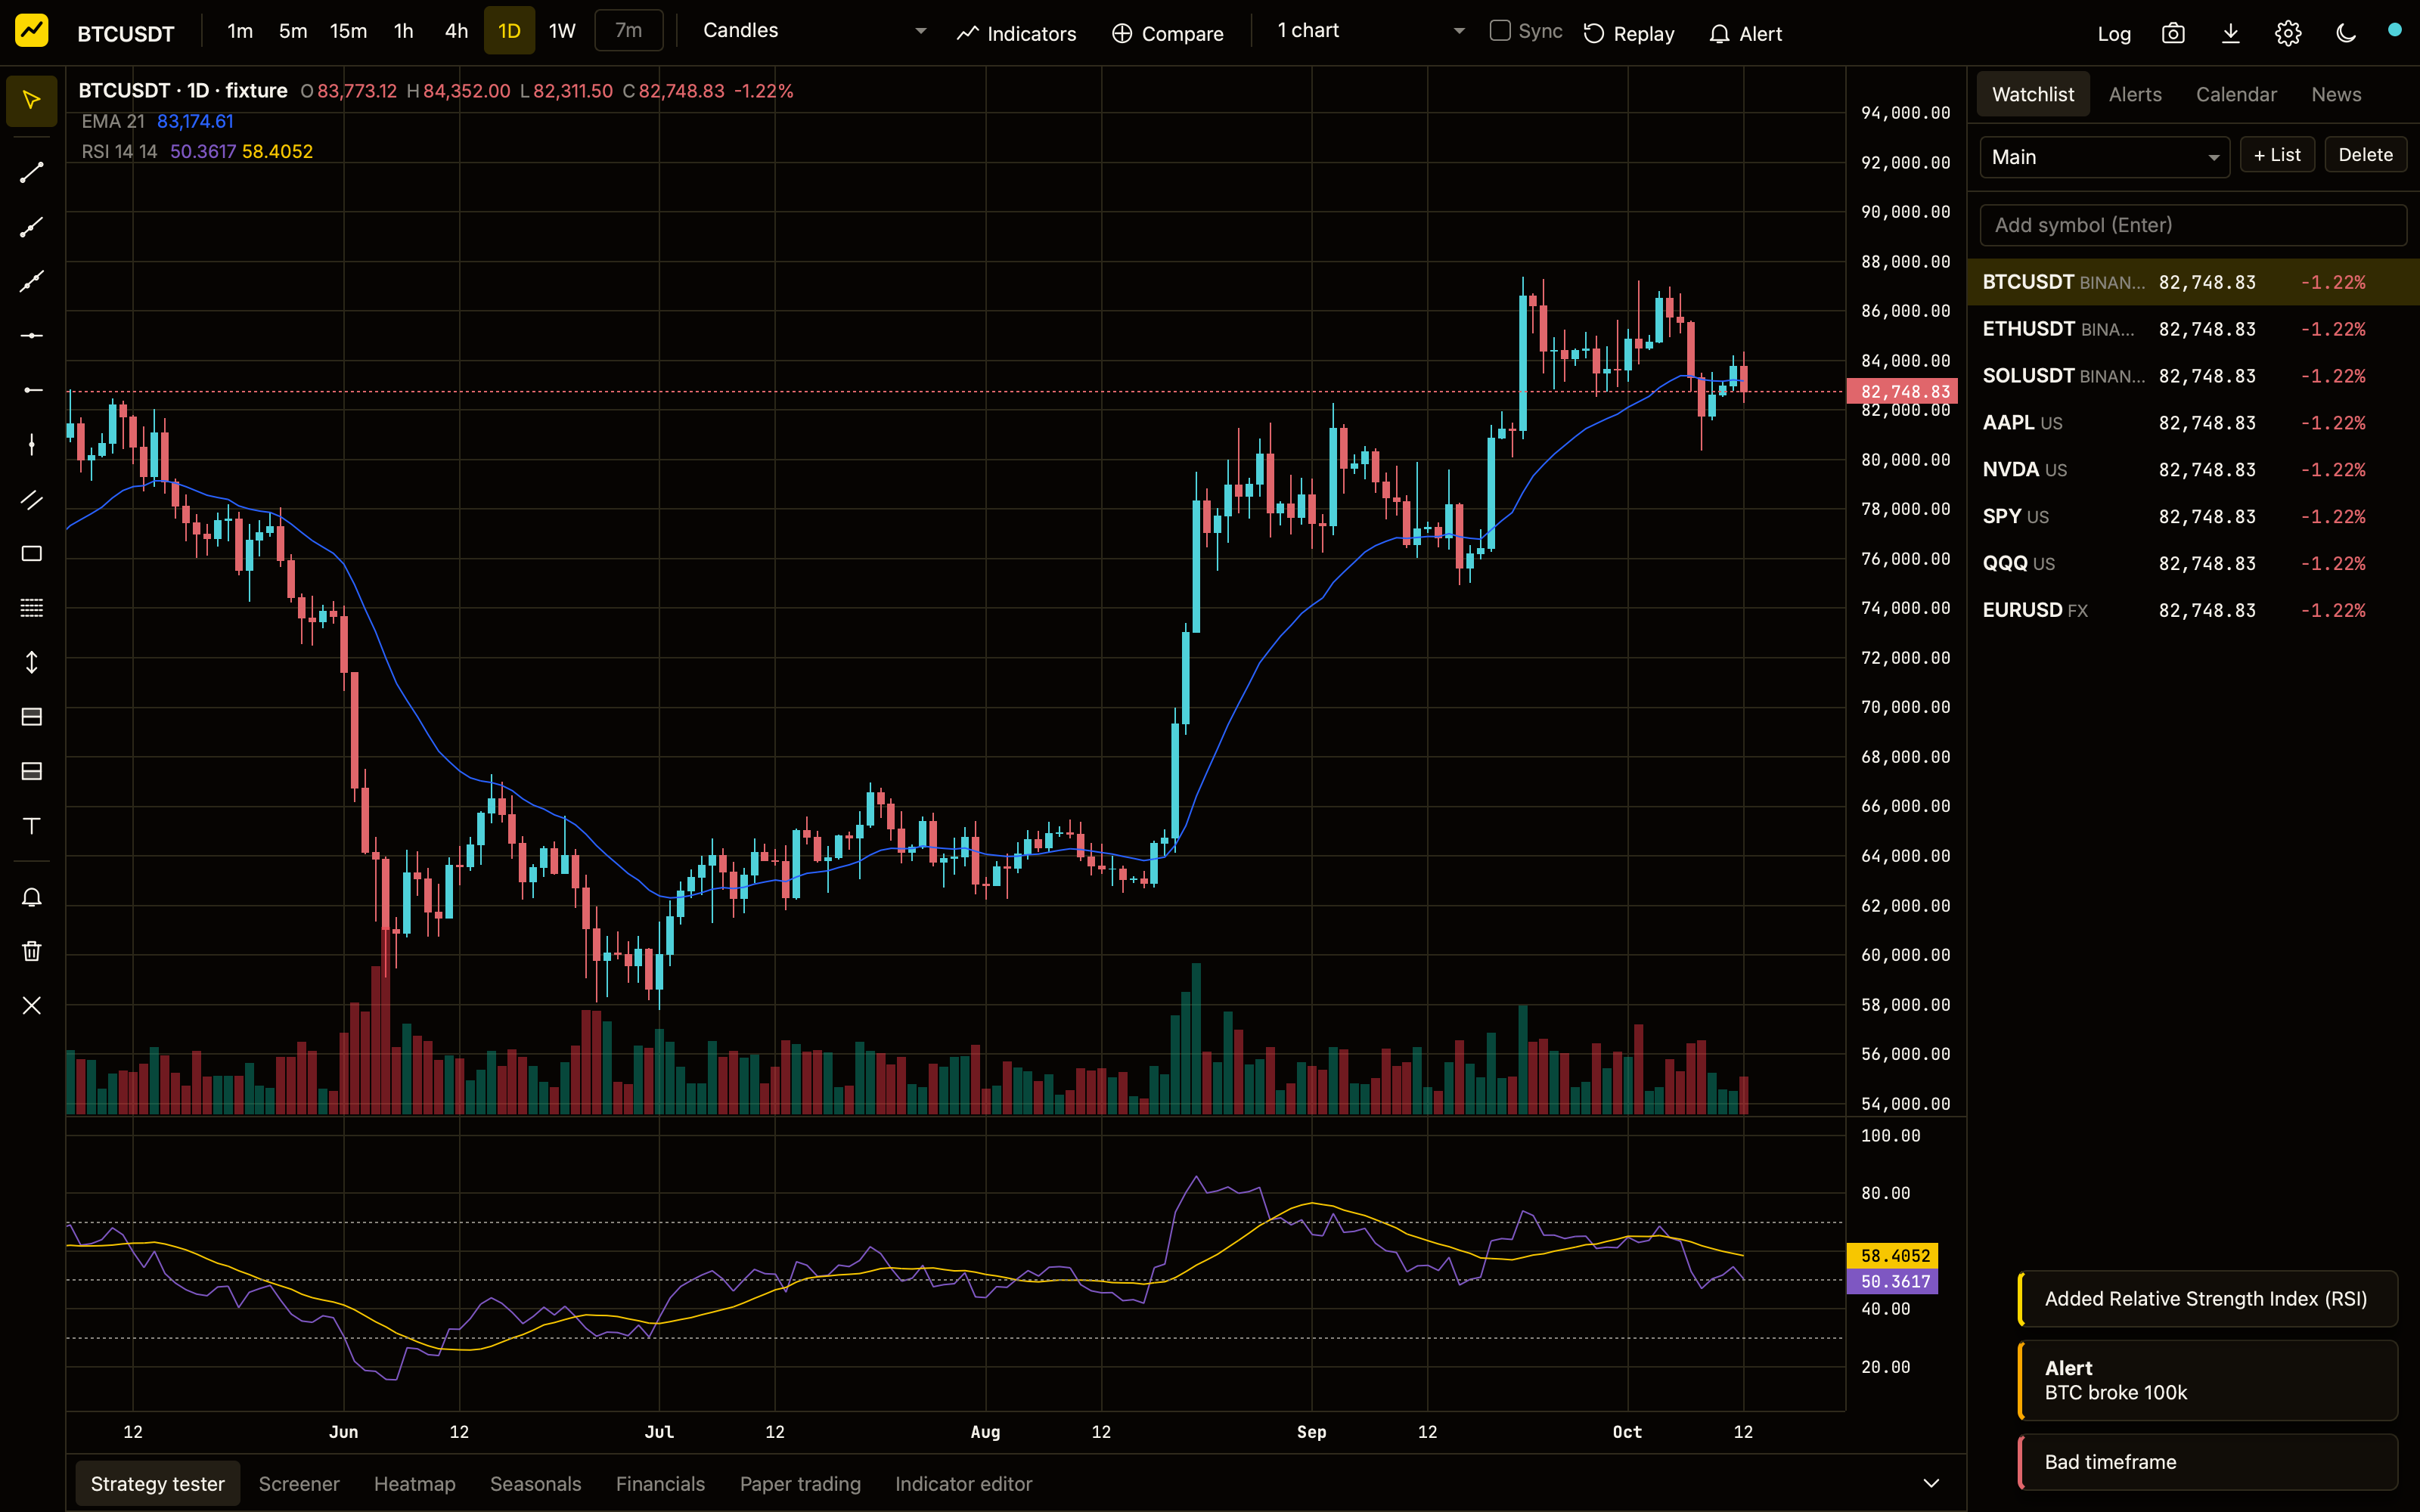 BTCUSDT 1m 5m 15m 1h 4h 1D 1W 7m Candles Indicators Compare 1 chart Sync Replay Alert Log
BTCUSDT · 1D · fixture O 83,773.12 H 84,352.00 L 82,311.50 C 82,748.83 -1.22%
EMA 21 83,174.61
RSI 14 14 50.3617 58.4052
94,000.00
92,000.00
90,000.00
88,000.00
86,000.00
84,000.00
82,748.83
82,000.00
80,000.00
78,000.00
76,000.00
74,000.00
72,000.00
70,000.00
68,000.00
66,000.00
64,000.00
62,000.00
60,000.00
58,000.00
56,000.00
54,000.00
100.00
80.00
58.4052
50.3617
40.00
20.00
12 Jun 12 Jul 12 Aug 12 Sep 12 Oct 12
Strategy tester Screener Heatmap Seasonals Financials Paper trading Indicator editor
Watchlist Alerts Calendar News
Main + List Delete
Add symbol (Enter)
BTCUSDT BINAN... 82,748.83 -1.22%
ETHUSDT BINA... 82,748.83 -1.22%
SOLUSDT BINAN... 82,748.83 -1.22%
AAPL US 82,748.83 -1.22%
NVDA US 82,748.83 -1.22%
SPY US 82,748.83 -1.22%
QQQ US 82,748.83 -1.22%
EURUSD FX 82,748.83 -1.22%
Added Relative Strength Index (RSI)
Alert
BTC broke 100k
Bad timeframe